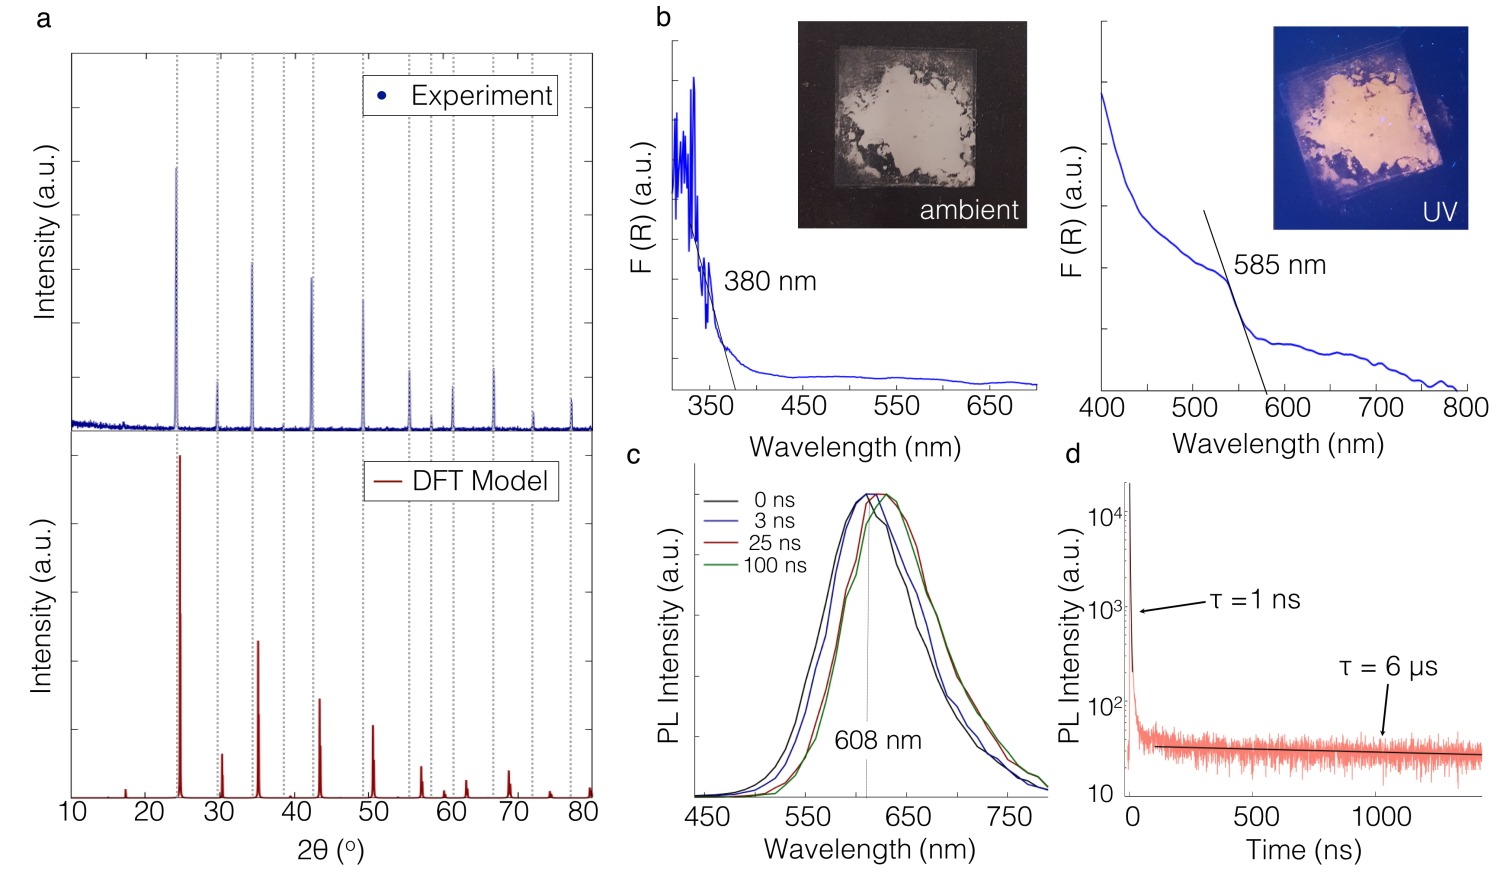 a
Experiment
Intensity (a.u.)
DFT Model
Intensity (a.u.)
10 20 30 40 50 60 70 80
2θ (°)
b
F (R) (a.u.)
ambient
380 nm
350 450 550 650
Wavelength (nm)
F (R) (a.u.)
UV
585 nm
400 500 600 700 800
Wavelength (nm)
c
0 ns
3 ns
25 ns
100 ns
PL Intensity (a.u.)
608 nm
450 550 650 750
Wavelength (nm)
d
10⁴
10³
10²
10
PL Intensity (a.u.)
τ =1 ns
τ = 6 μs
0 500 1000
Time (ns)